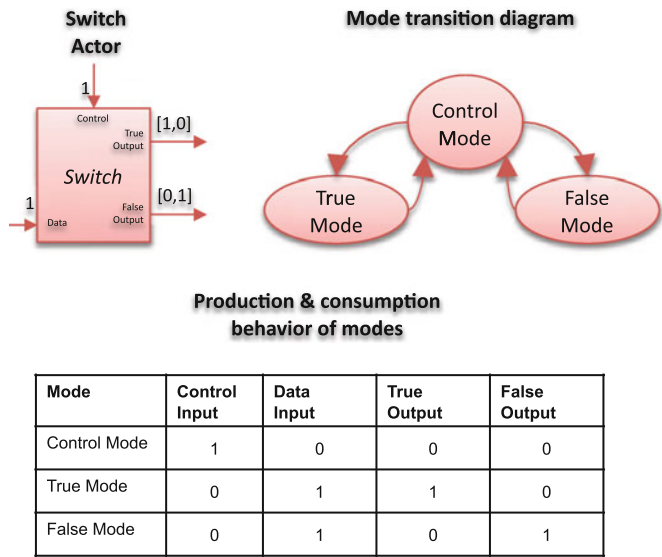 Switch
Actor
Mode transition diagram
1
Control
True
Output
[1,0]
Switch
1
Data
False
Output
[0,1]
Control
Mode
True
Mode
False
Mode
Production & consumption
behavior of modes
Mode Control Data True False
Input Input Output Output
Control Mode 1 0 0 0
True Mode 0 1 1 0
False Mode 0 1 0 1